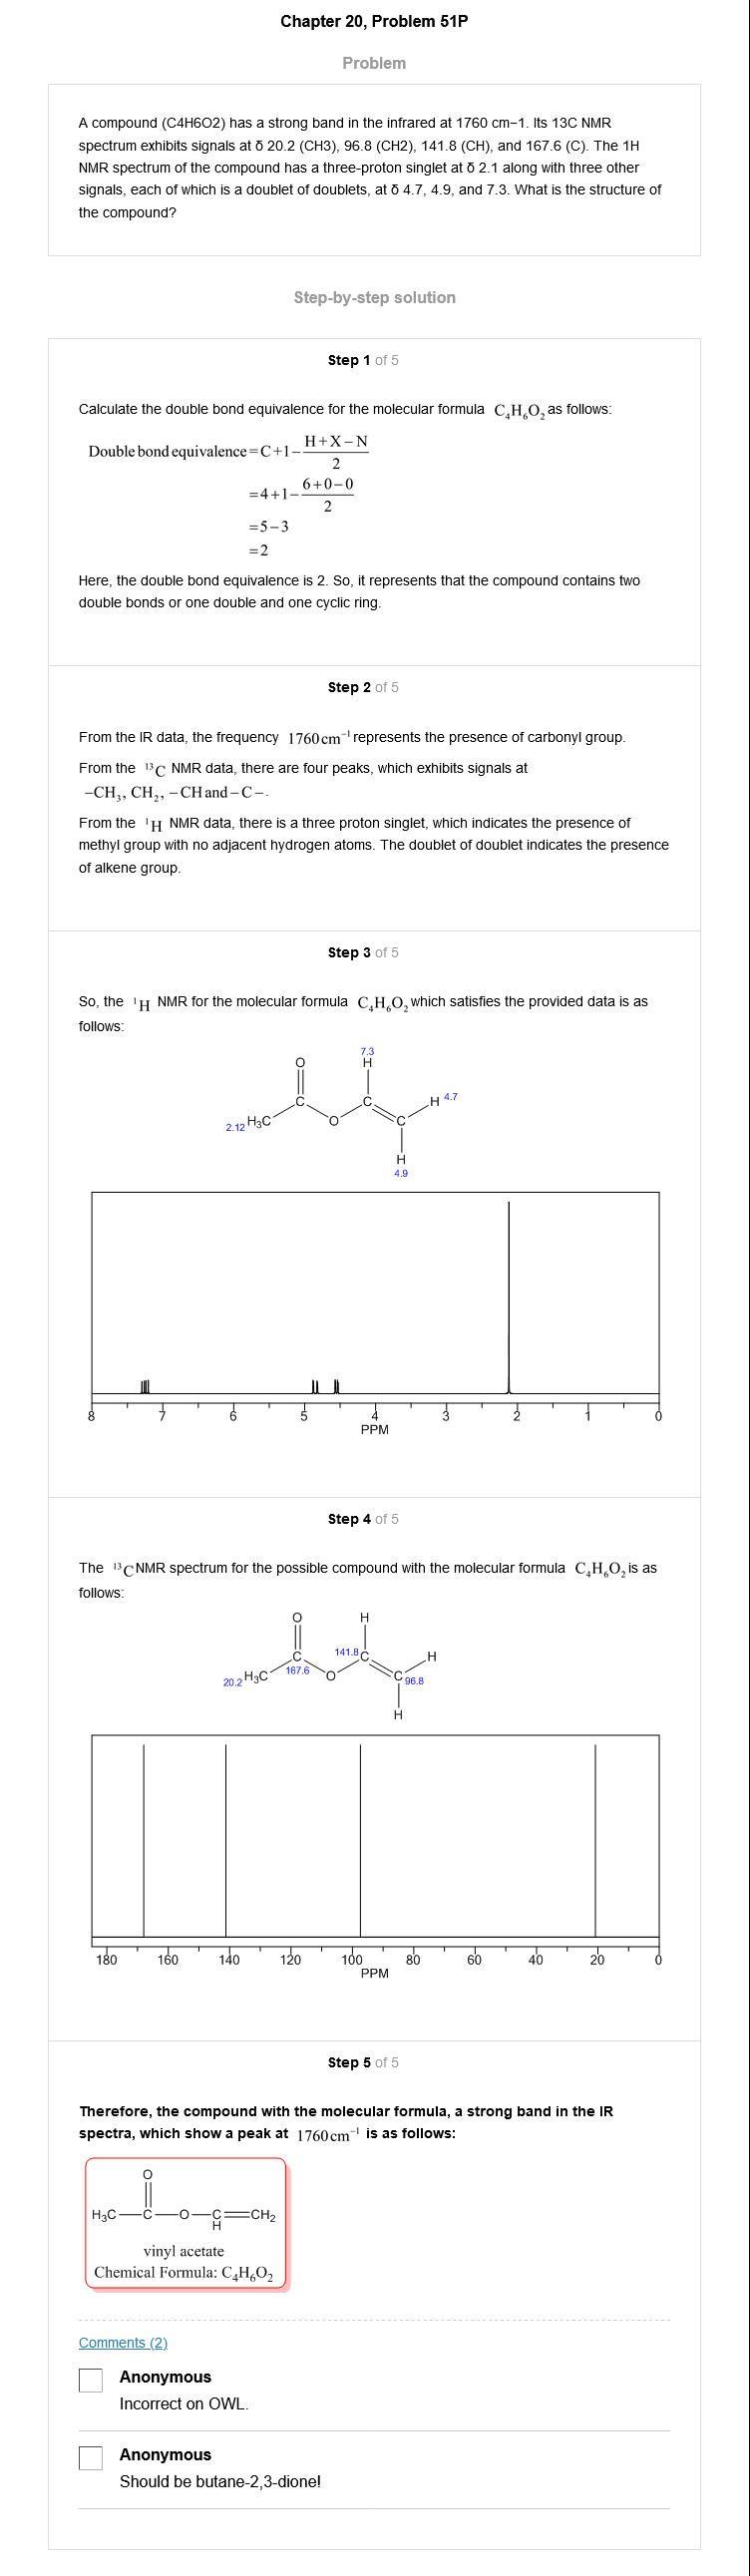 Chapter 20, Problem 51P
Problem
A compound (C4H6O2) has a strong band in the infrared at 1760 cm−1. Its 13C NMR
spectrum exhibits signals at δ 20.2 (CH3), 96.8 (CH2), 141.8 (CH), and 167.6 (C). The 1H
NMR spectrum of the compound has a three-proton singlet at δ 2.1 along with three other
signals, each of which is a doublet of doublets, at δ 4.7, 4.9, and 7.3. What is the structure of
the compound?
Step-by-step solution
Step 1 of 5
Calculate the double bond equivalence for the molecular formula C₄H₆O₂ as follows:
Double bond equivalence = C+1− H+X−N
2
=4+1− 6+0−0
2
=5−3
=2
Here, the double bond equivalence is 2. So, it represents that the compound contains two
double bonds or one double and one cyclic ring.
Step 2 of 5
From the IR data, the frequency 1760 cm⁻¹ represents the presence of carbonyl group.
From the ¹³C NMR data, there are four peaks, which exhibits signals at
−CH₃, CH₂, −CH and −C−.
From the ¹H NMR data, there is a three proton singlet, which indicates the presence of
methyl group with no adjacent hydrogen atoms. The doublet of doublet indicates the presence
of alkene group.
Step 3 of 5
So, the ¹H NMR for the molecular formula C₄H₆O₂ which satisfies the provided data is as
follows:
7.3
O H
C C H 4.7
2.12 H₃C O C
H
4.9
8 7 6 5 4 3 2 1 0
PPM
Step 4 of 5
The ¹³C NMR spectrum for the possible compound with the molecular formula C₄H₆O₂ is as
follows:
O H
C 141.8 C H
20.2 H₃C 167.6 O C 96.8
H
180 160 140 120 100 80 60 40 20 0
PPM
Step 5 of 5
Therefore, the compound with the molecular formula, a strong band in the IR
spectra, which show a peak at 1760 cm⁻¹ is as follows:
O
H₃C—C—O—C=CH₂
H
vinyl acetate
Chemical Formula: C₄H₆O₂
Comments (2)
Anonymous
Incorrect on OWL.
Anonymous
Should be butane-2,3-dione!